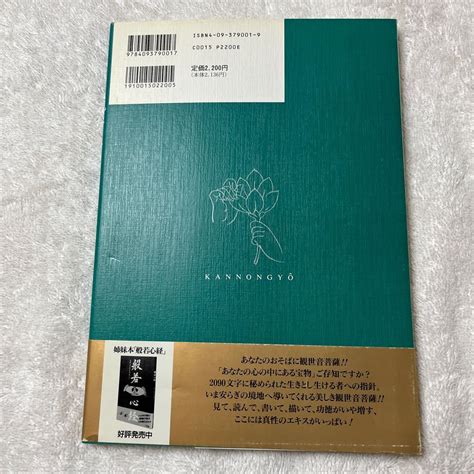 ISBN4-09-379001-9
C0015 P2200E
定価2,200円
(本体2,136円)
9784093790017
1910015022005
KANNONGYÔ
姉妹本「般若心経」
般若心経
好評発売中
あなたのおそばに観世音菩薩!!
「あなたの心の中にある宝物」ご存知ですか?
2090文字に秘められた生きとし生ける者への指針。
いま安らぎの境地へ導いてくれる美しき観世音菩薩!!
見て、読んで、書いて、描いて、功徳がいや増す、
ここには真性のエキスがいっぱい!